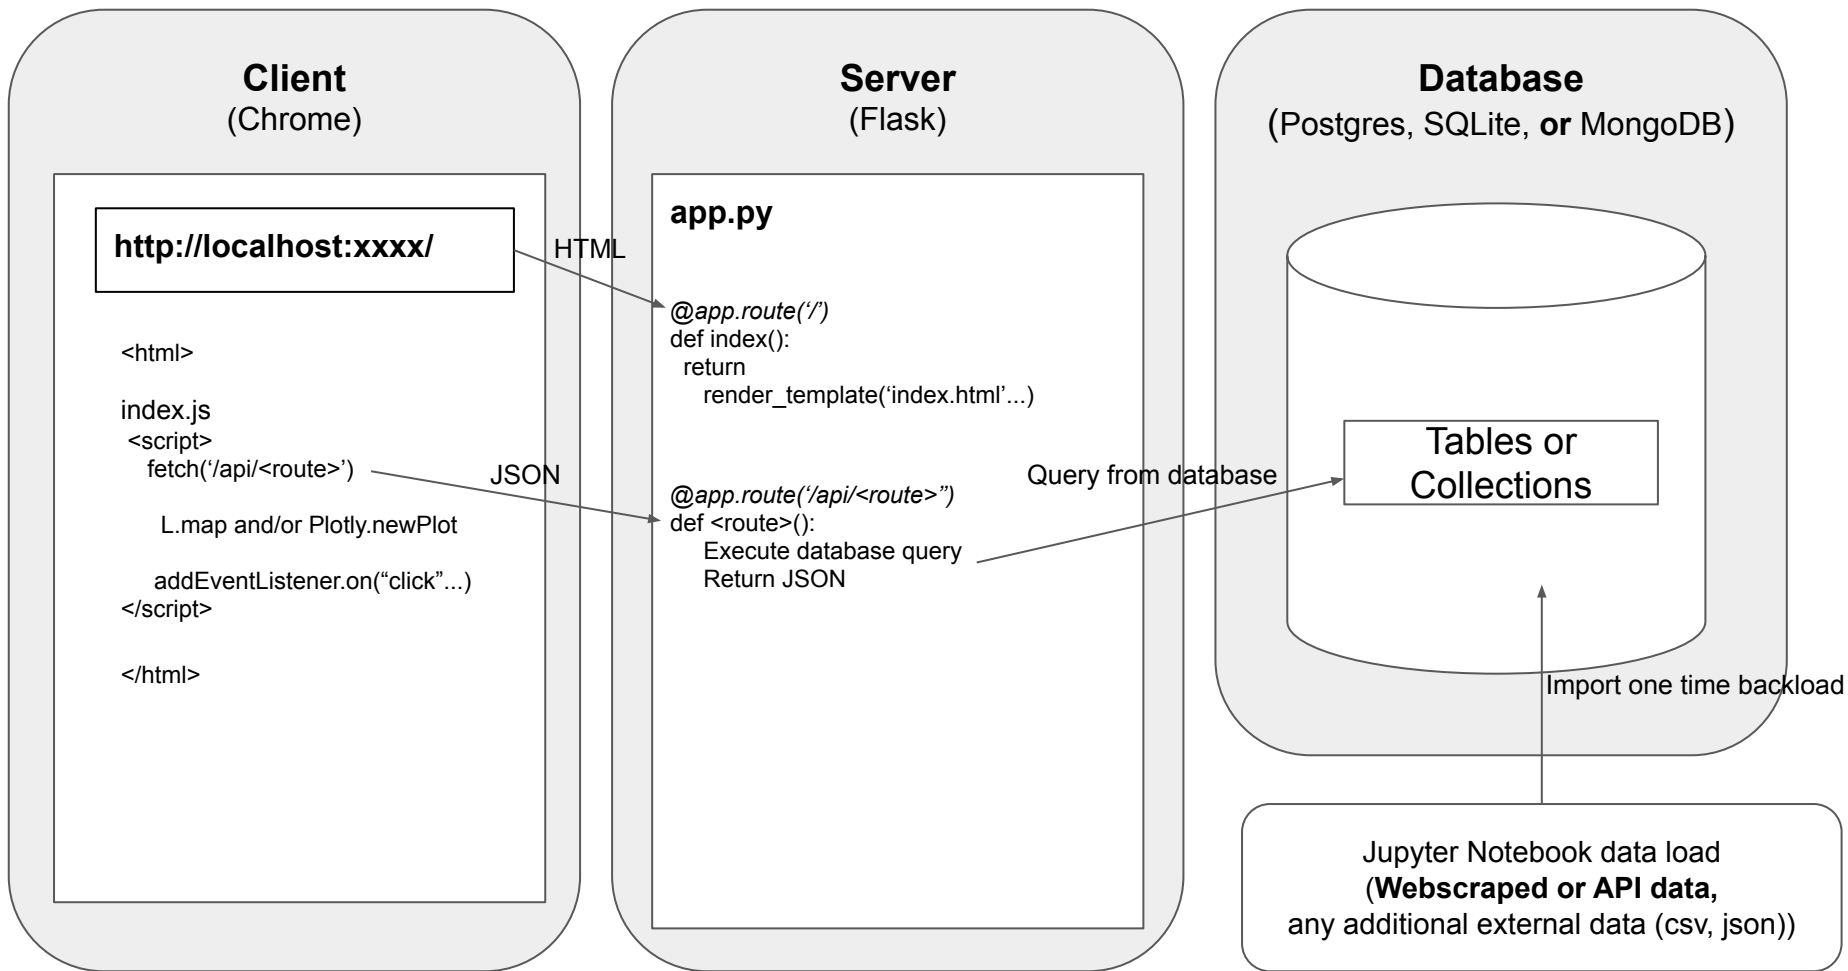 Client
(Chrome)
http://localhost:xxxx/
<html>
index.js
<script>
fetch(‘/api/<route>’)
L.map and/or Plotly.newPlot
addEventListener.on(“click”...)
</script>
</html>
HTML
JSON
Server
(Flask)
app.py
@app.route(‘/’)
def index():
return
render_template(‘index.html’...)
@app.route(‘/api/<route>”)
def <route>():
Execute database query
Return JSON
Query from database
Database
(Postgres, SQLite, or MongoDB)
Tables or
Collections
Import one time backload
Jupyter Notebook data load
(Webscraped or API data,
any additional external data (csv, json))